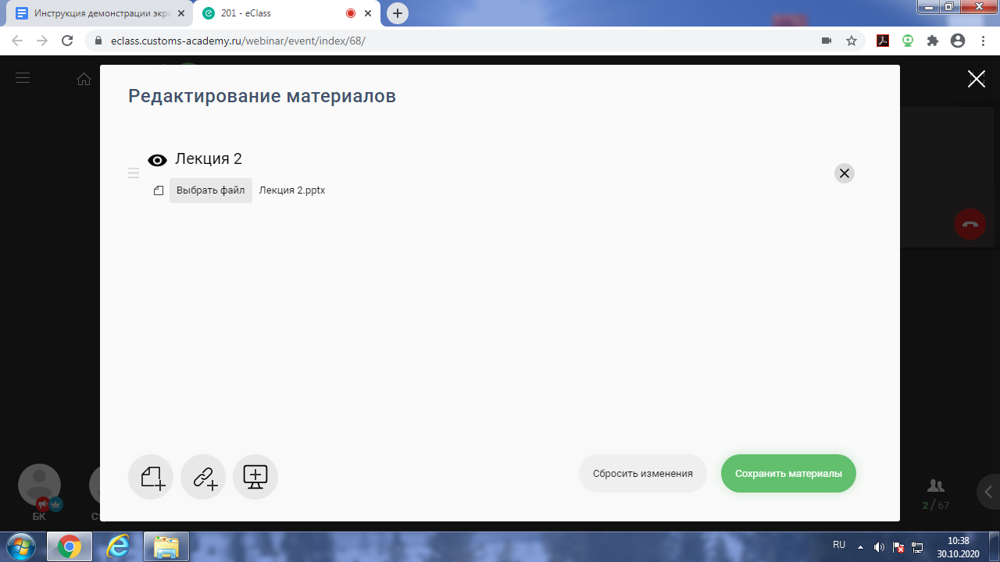 Инструкция демонстрации экра
201 - eClass
eclass.customs-academy.ru/webinar/event/index/68/
Редактирование материалов
Лекция 2
Выбрать файл Лекция 2.pptx
Сбросить изменения
Сохранить материалы
БК
2 / 67
RU
10:38
30.10.2020